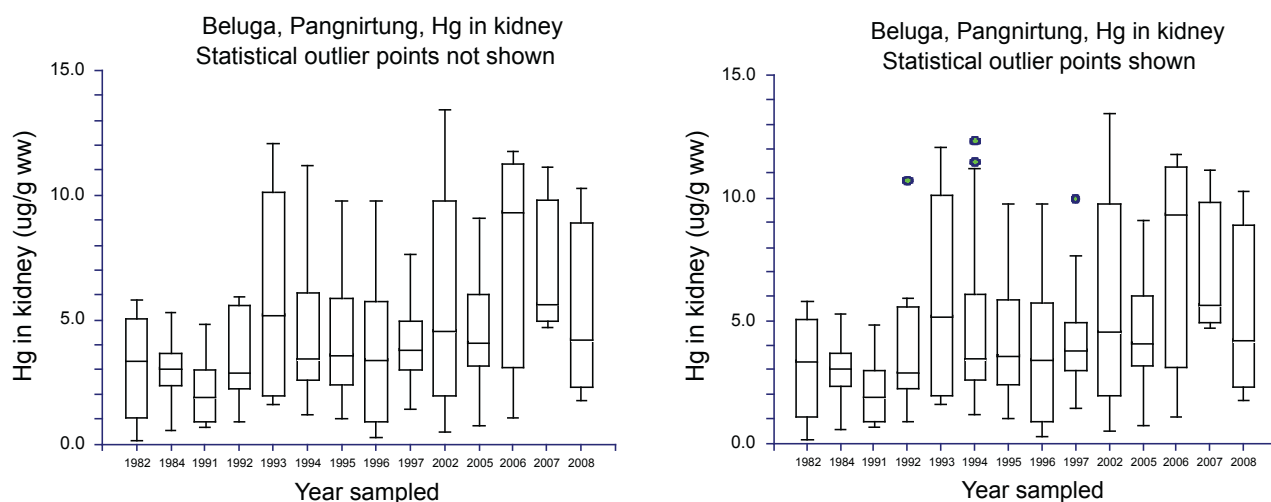 Beluga, Pangnirtung, Hg in kidney
Statistical outlier points not shown
15.0
10.0
5.0
0.0
Hg in kidney (ug/g ww)
1982 1984 1991 1992 1993 1994 1995 1996 1997 2002 2005 2006 2007 2008
Year sampled
Beluga, Pangnirtung, Hg in kidney
Statistical outlier points shown
15.0
10.0
5.0
0.0
Hg in kidney (ug/g ww)
1982 1984 1991 1992 1993 1994 1995 1996 1997 2002 2005 2006 2007 2008
Year sampled